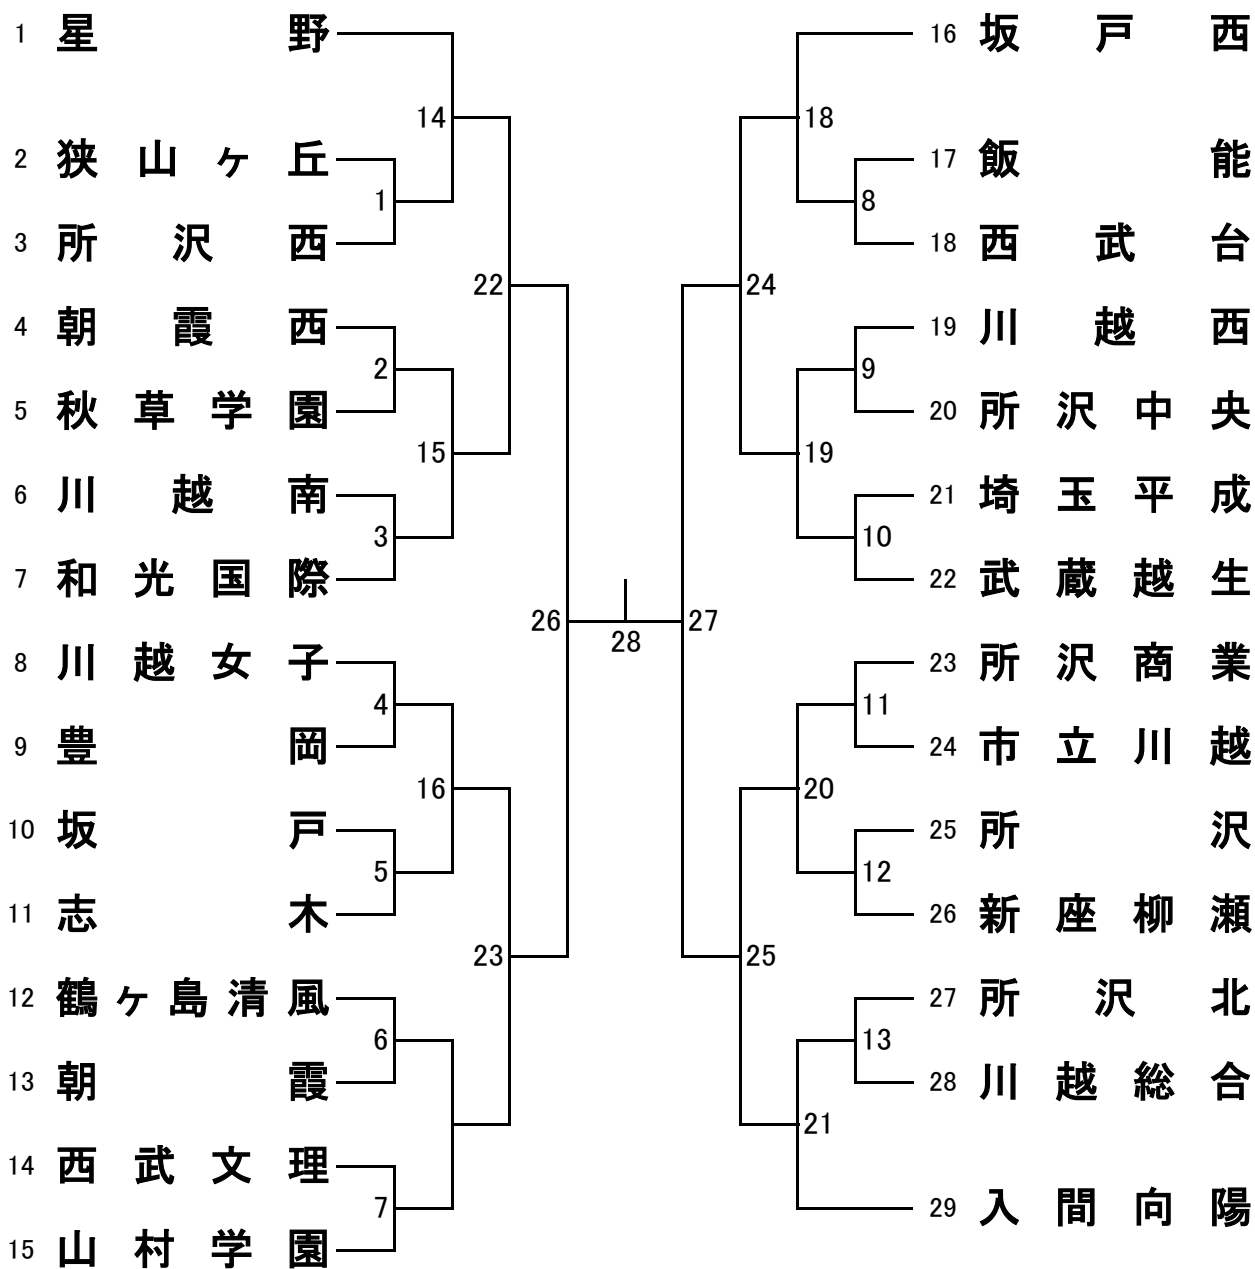 1 星野
14
2 狭山ヶ丘
1
3 所沢西
22
4 朝霞西
2
5 秋草学園
15
6 川越南
3
7 和光国際
26
8 川越女子
4
9 豊岡
16
10 坂戸
5
11 志木
23
12 鶴ヶ島清風
6
13 朝霞
14 西武文理
7
15 山村学園
28
16 坂戸西
18
17 飯能
8
18 西武台
24
19 川越西
9
20 所沢中央
19
21 埼玉平成
10
22 武蔵越生
27
23 所沢商業
11
24 市立川越
20
25 所沢
12
26 新座柳瀬
25
27 所沢北
13
28 川越総合
21
29 入間向陽